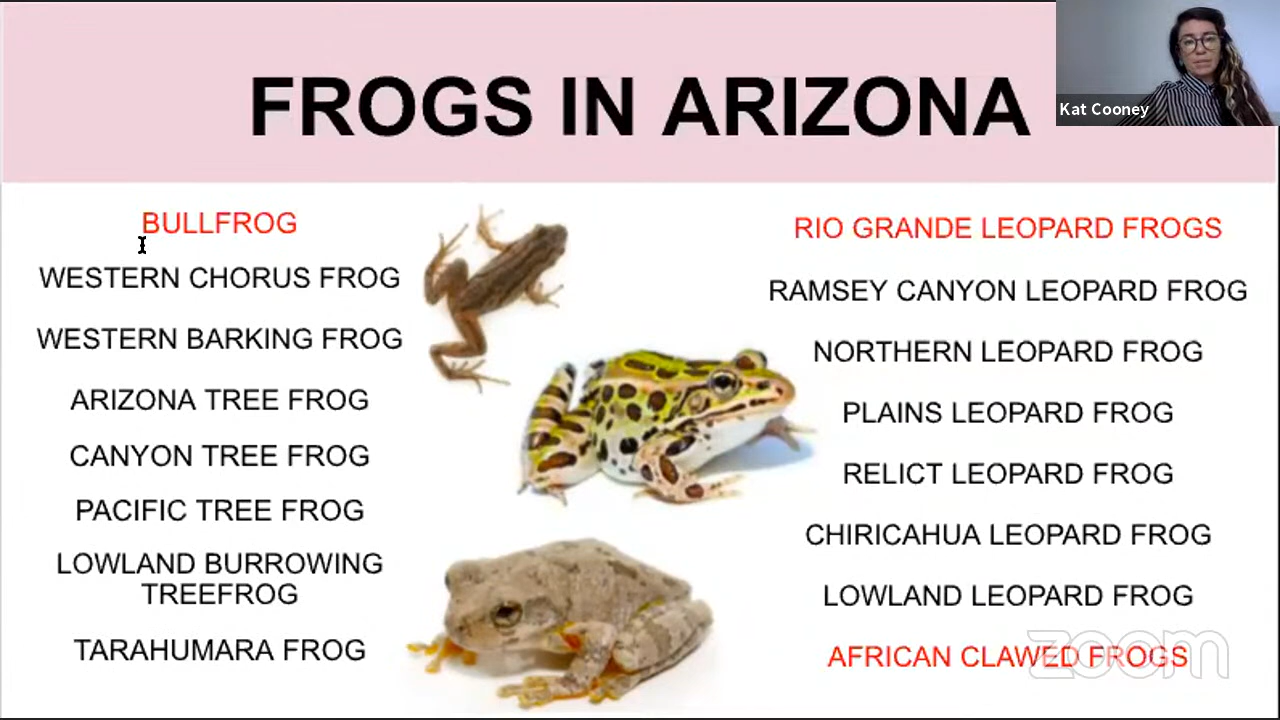 FROGS IN ARIZONA
Kat Cooney
BULLFROG
WESTERN CHORUS FROG
WESTERN BARKING FROG
ARIZONA TREE FROG
CANYON TREE FROG
PACIFIC TREE FROG
LOWLAND BURROWING
TREEFROG
TARAHUMARA FROG
RIO GRANDE LEOPARD FROGS
RAMSEY CANYON LEOPARD FROG
NORTHERN LEOPARD FROG
PLAINS LEOPARD FROG
RELICT LEOPARD FROG
CHIRICAHUA LEOPARD FROG
LOWLAND LEOPARD FROG
AFRICAN CLAWED FROGS
zoom